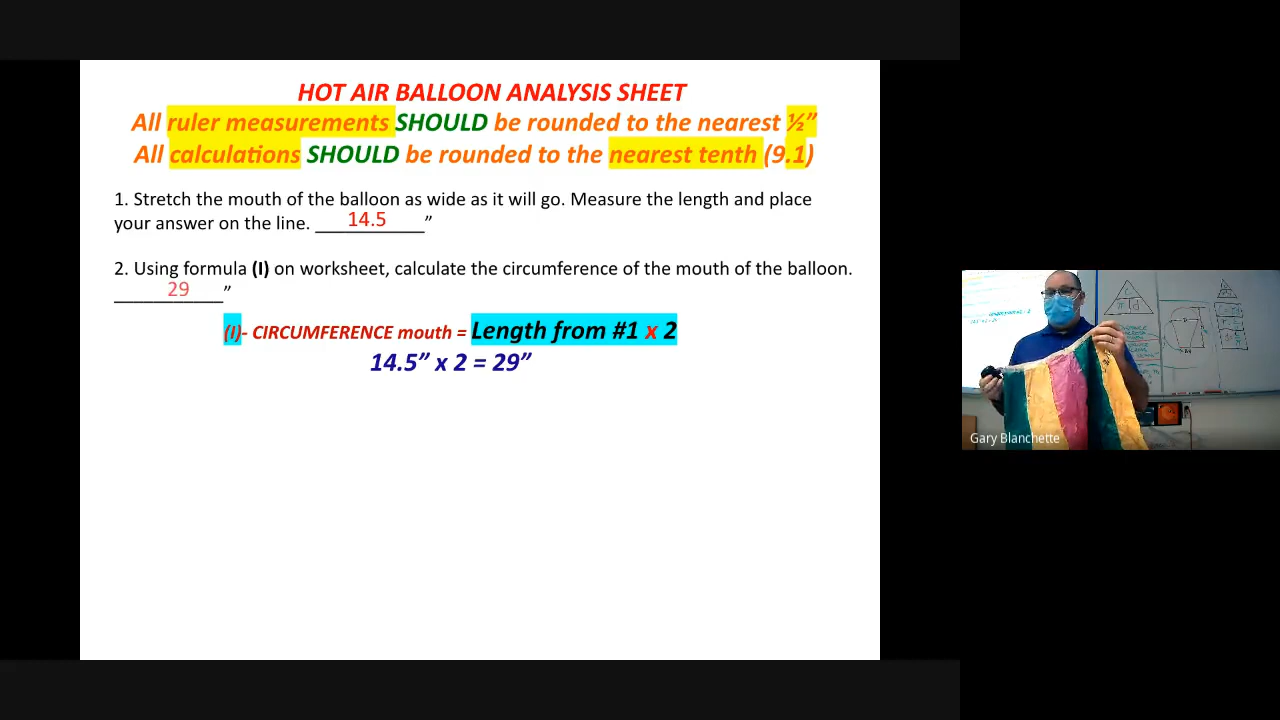 HOT AIR BALLOON ANALYSIS SHEET
All ruler measurements SHOULD be rounded to the nearest ½”
All calculations SHOULD be rounded to the nearest tenth (9.1)
1. Stretch the mouth of the balloon as wide as it will go. Measure the length and place
your answer on the line. ___14.5___”
2. Using formula (I) on worksheet, calculate the circumference of the mouth of the balloon.
___29___”
(I)- CIRCUMFERENCE mouth = Length from #1 x 2
14.5” x 2 = 29”
Gary Blanchette